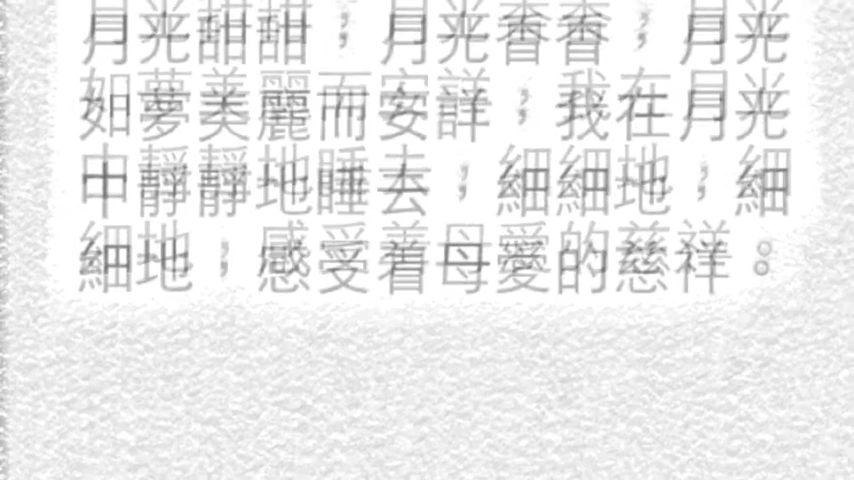 月光甜甜；月光香香；月光
如夢美麗而安詳；我在月光
中靜靜地睡去；細細地；細
細地；感受着母愛的慈祥。